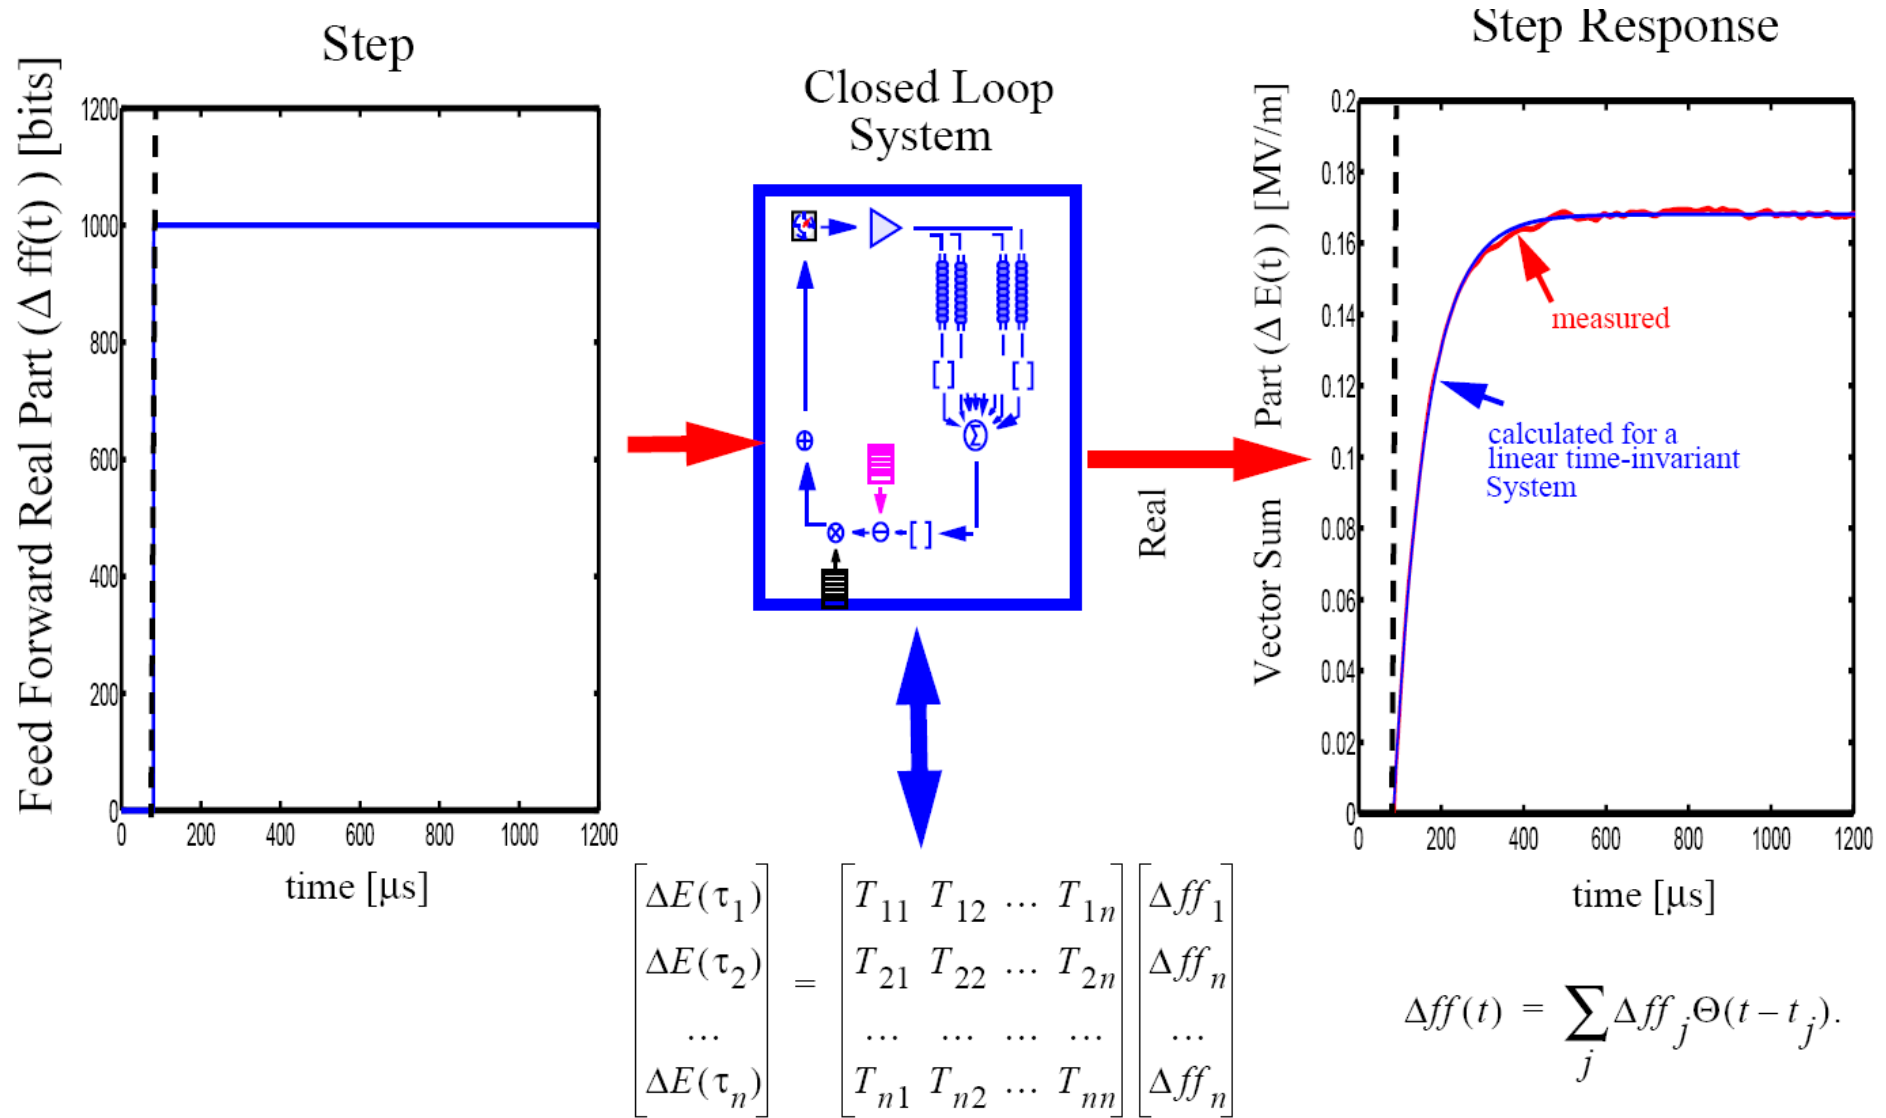 Step
Feed Forward Real Part (Δ ff(t) ) [bits]
1200
1000
800
600
400
200
0
0 200 400 600 800 1000 1200
time [μs]
Closed Loop
System
Σ
Real
Step Response
Vector Sum Part (Δ E(t) ) [MV/m]
0.2
0.18
0.16
0.14
0.12
0.1
0.08
0.06
0.04
0.02
0
0 200 400 600 800 1000 1200
time [μs]
measured
calculated for a
linear time-invariant
System
ΔE(τ₁) T₁₁ T₁₂ ... T₁ₙ Δff₁
ΔE(τ₂) = T₂₁ T₂₂ ... T₂ₙ Δffₙ
... ... ... ... ... ...
ΔE(τₙ) Tₙ₁ Tₙ₂ ... Tₙₙ Δffₙ
Δff(t) = ∑_j Δff_j Θ(t – t_j).